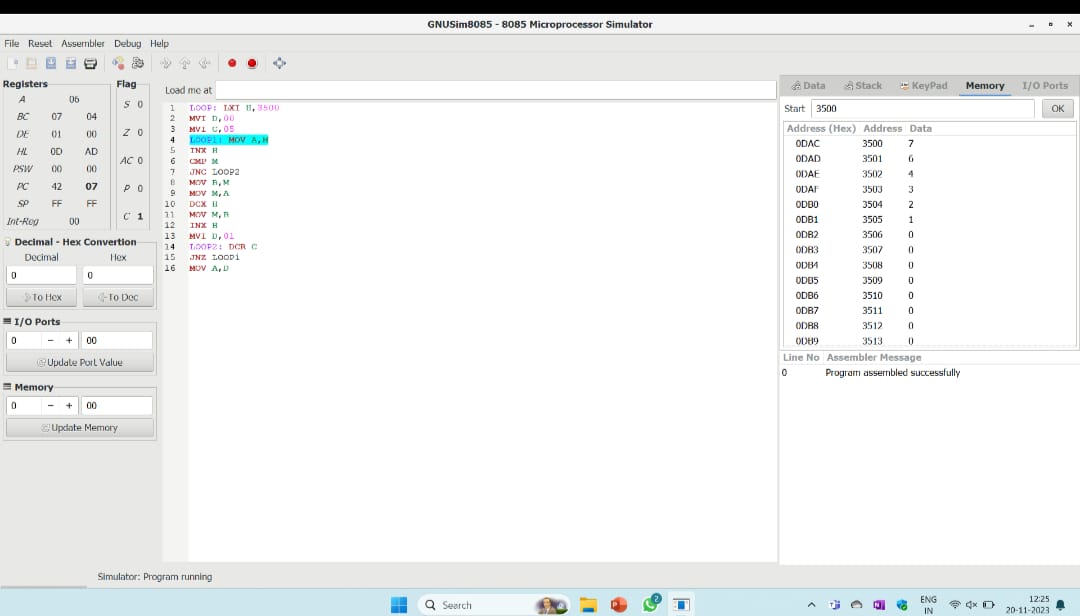 GNUSim8085 - 8085 Microprocessor Simulator
File Reset Assembler Debug Help
Registers
A 06
BC 07 04
DE 01 00
HL 0D AD
PSW 00 00
PC 42 07
SP FF FF
Int-Reg 00
Flag
S 0
Z 0
AC 0
P 0
C 1
Decimal - Hex Convertion
Decimal Hex
0 0
To Hex To Dec
I/O Ports
0 - + 00
Update Port Value
Memory
0 - + 00
Update Memory
Load me at
1 LOOP: LXI H,3500
2 MVI D,00
3 MVI C,05
4 LOOP1: MOV A,M
5 INX H
6 CMP M
7 JNC LOOP2
8 MOV B,M
9 MOV M,A
10 DCX H
11 MOV M,B
12 INX H
13 MVI D,01
14 LOOP2: DCR C
15 JNZ LOOP1
16 MOV A,D
Data Stack KeyPad Memory I/O Ports
Start 3500 OK
Address (Hex) Address Data
0DAC 3500 7
0DAD 3501 6
0DAE 3502 4
0DAF 3503 3
0DB0 3504 2
0DB1 3505 1
0DB2 3506 0
0DB3 3507 0
0DB4 3508 0
0DB5 3509 0
0DB6 3510 0
0DB7 3511 0
0DB8 3512 0
0DB9 3513 0
Line No Assembler Message
0 Program assembled successfully
Simulator: Program running
Search
2
ENG
IN
12:25
20-11-2023